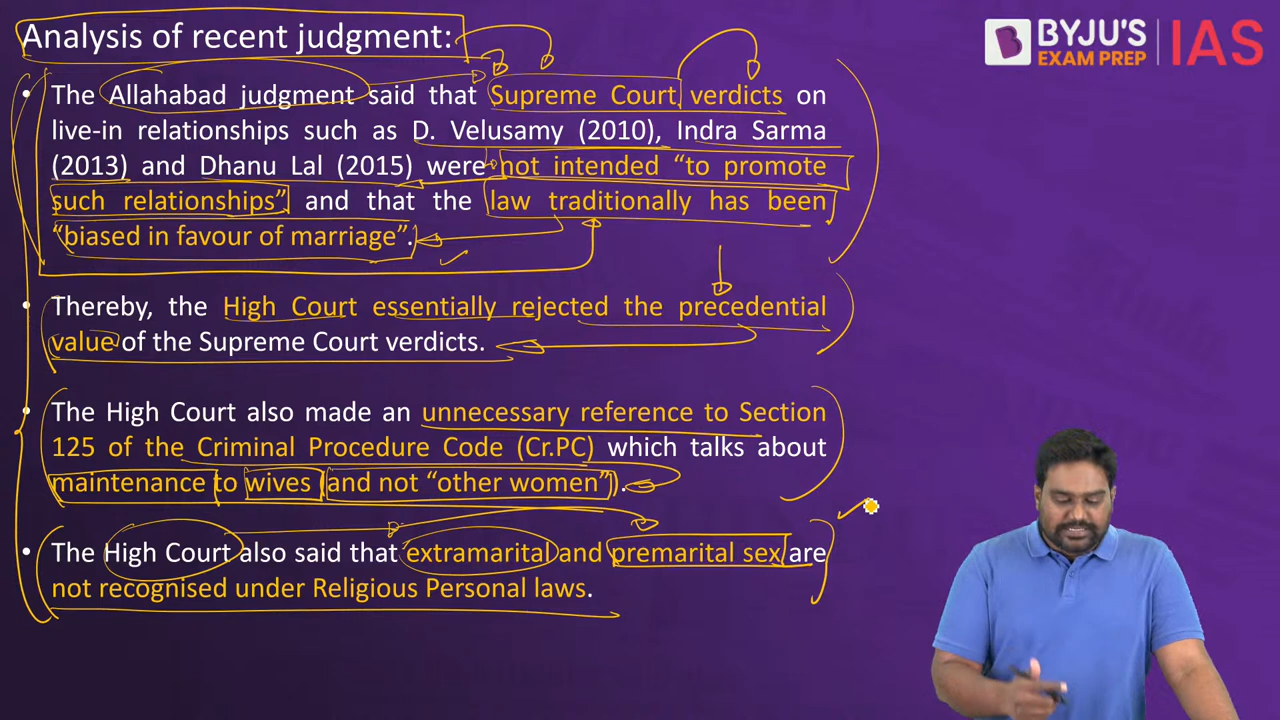 Analysis of recent judgment:
BYJU'S
EXAM PREP
IAS
• The Allahabad judgment said that Supreme Court verdicts on
live-in relationships such as D. Velusamy (2010), Indra Sarma
(2013) and Dhanu Lal (2015) were not intended “to promote
such relationships” and that the law traditionally has been
“biased in favour of marriage”.
• Thereby, the High Court essentially rejected the precedential
value of the Supreme Court verdicts.
• The High Court also made an unnecessary reference to Section
125 of the Criminal Procedure Code (Cr.PC) which talks about
maintenance to wives (and not “other women”).
• The High Court also said that extramarital and premarital sex are
not recognised under Religious Personal laws.